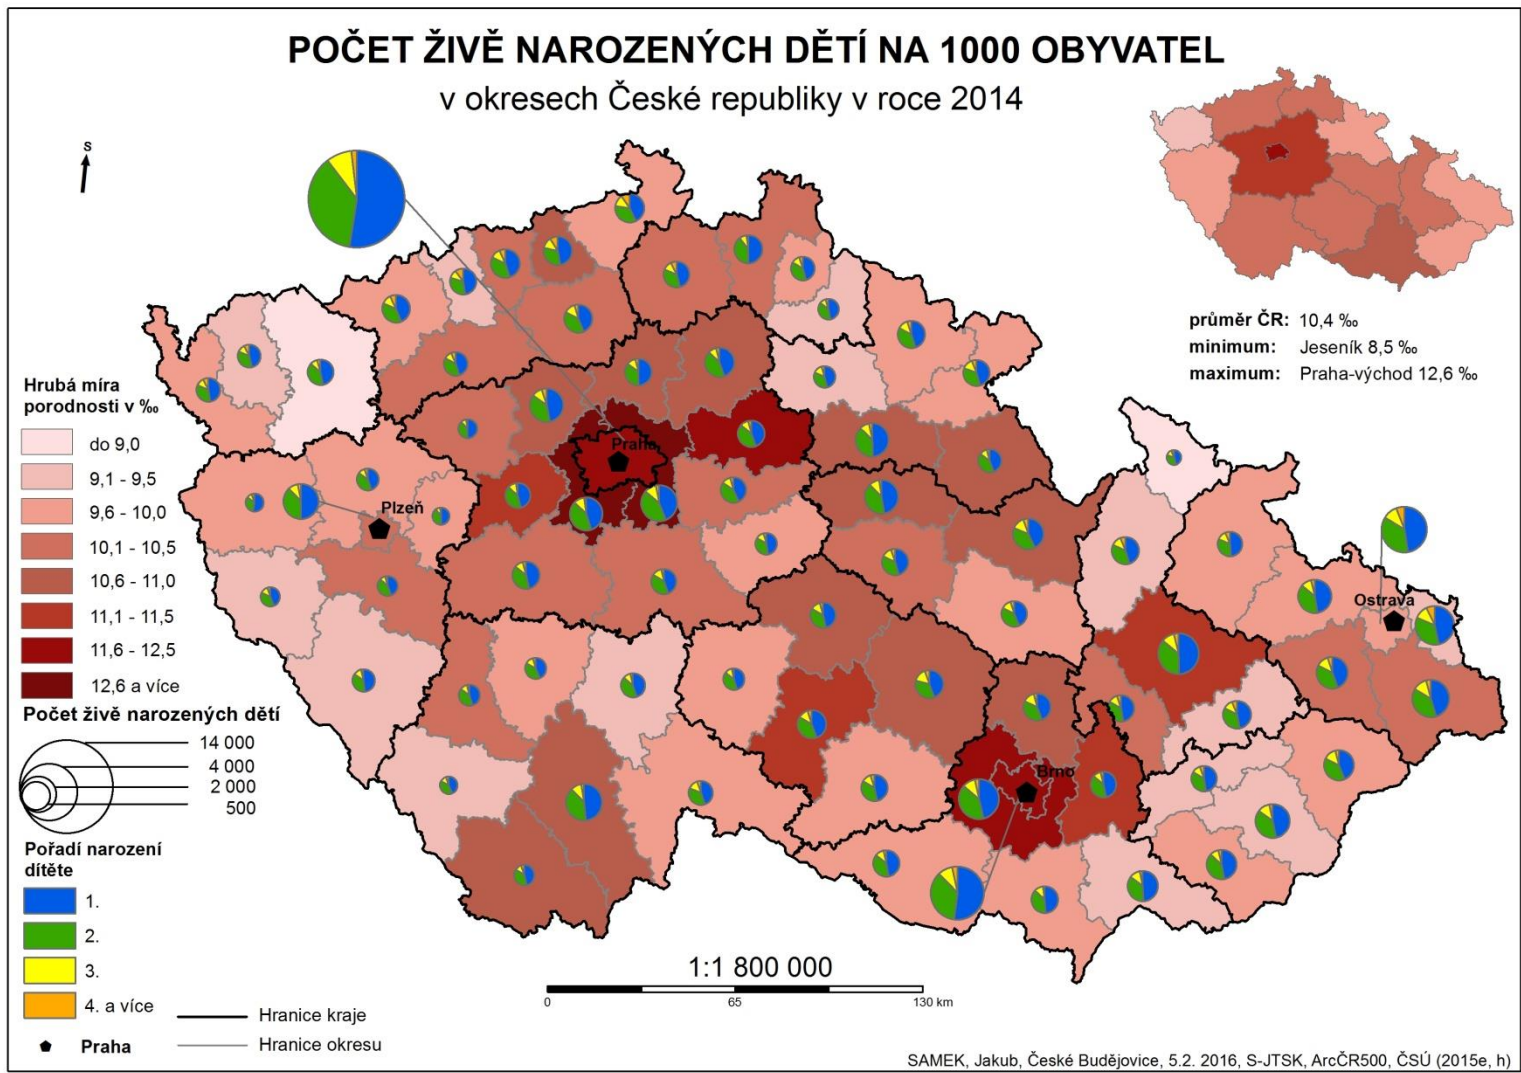 POČET ŽIVĚ NAROZENÝCH DĚTÍ NA 1000 OBYVATEL
v okresech České republiky v roce 2014
S
průměr ČR: 10,4 ‰
minimum: Jeseník 8,5 ‰
maximum: Praha-východ 12,6 ‰
Hrubá míra
porodnosti v ‰
do 9,0
9,1 - 9,5
9,6 - 10,0
10,1 - 10,5
10,6 - 11,0
11,1 - 11,5
11,6 - 12,5
12,6 a více
Praha
Plzeň
Ostrava
Brno
Počet živě narozených dětí
14 000
4 000
2 000
500
Pořadí narození
dítěte
1.
2.
3.
4. a více
Praha
Hranice kraje
Hranice okresu
1:1 800 000
0 65 130 km
SAMEK, Jakub, České Budějovice, 5.2. 2016, S-JTSK, ArcČR500, ČSÚ (2015e, h)